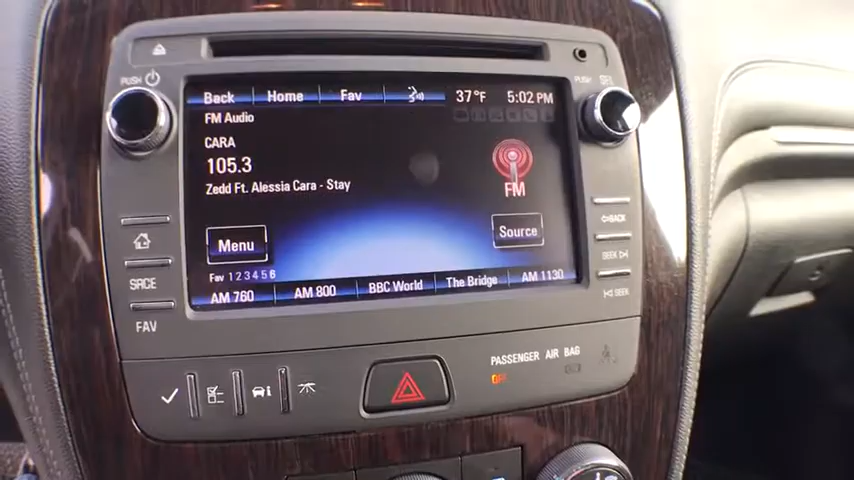 PUSH
PUSH
SEL
Back Home Fav 37°F 5:02 PM
FM Audio
CARA
105.3
Zedd Ft. Alessia Cara - Stay
FM
Menu
Source
Fav 1 2 3 4 5 6
AM 760 AM 800 BBC World The Bridge AM 1130
SRCE
FAV
BACK
SEEK
SEEK
PASSENGER AIR BAG
OFF